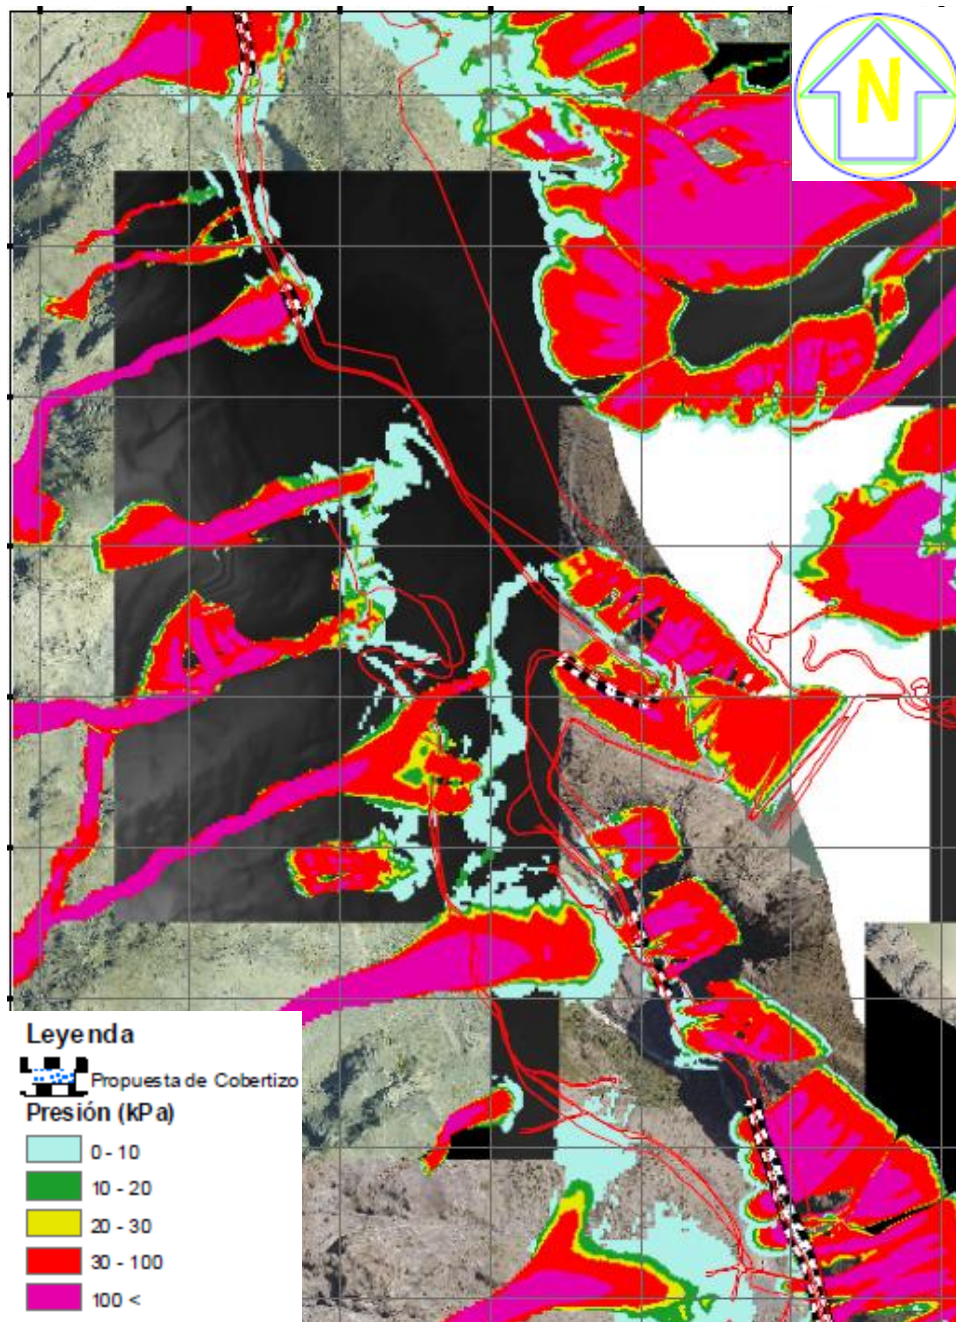 N
Leyenda
Propuesta de Cobertizo
Presión (kPa)
0 - 10
10 - 20
20 - 30
30 - 100
100 <